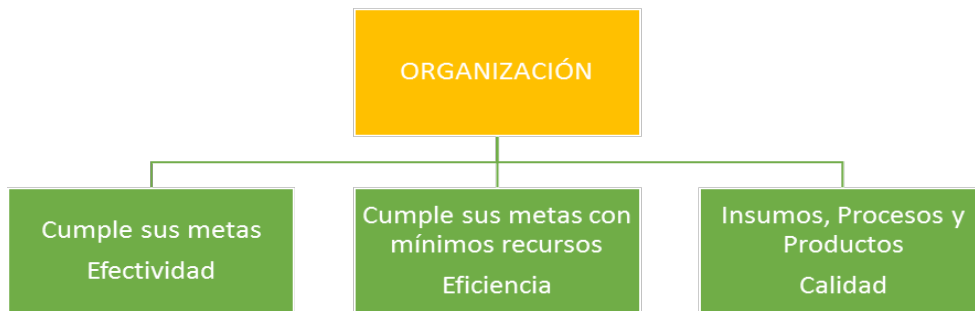 ORGANIZACIÓN
Cumple sus metas
Efectividad
Cumple sus metas con
mínimos recursos
Eficiencia
Insumos, Procesos y
Productos
Calidad